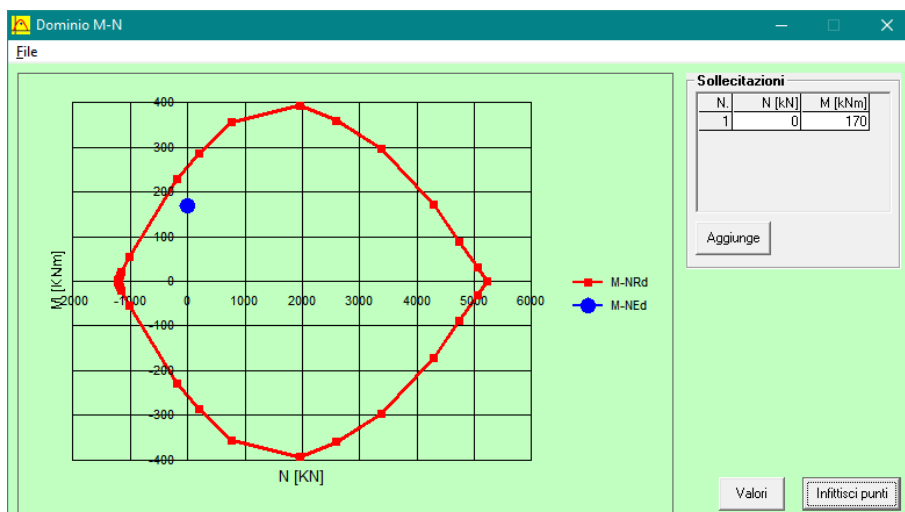 Dominio M-N
File
400
300
200
100
0
-100
-200
-300
-400
M [KNm]
-2000 -1000 0 1000 2000 3000 4000 5000 6000
N [KN]
M-NRd
M-NEd
Sollecitazioni
N. N [kN] M [kNm]
1 0 170
Aggiunge
Valori Infittisci punti